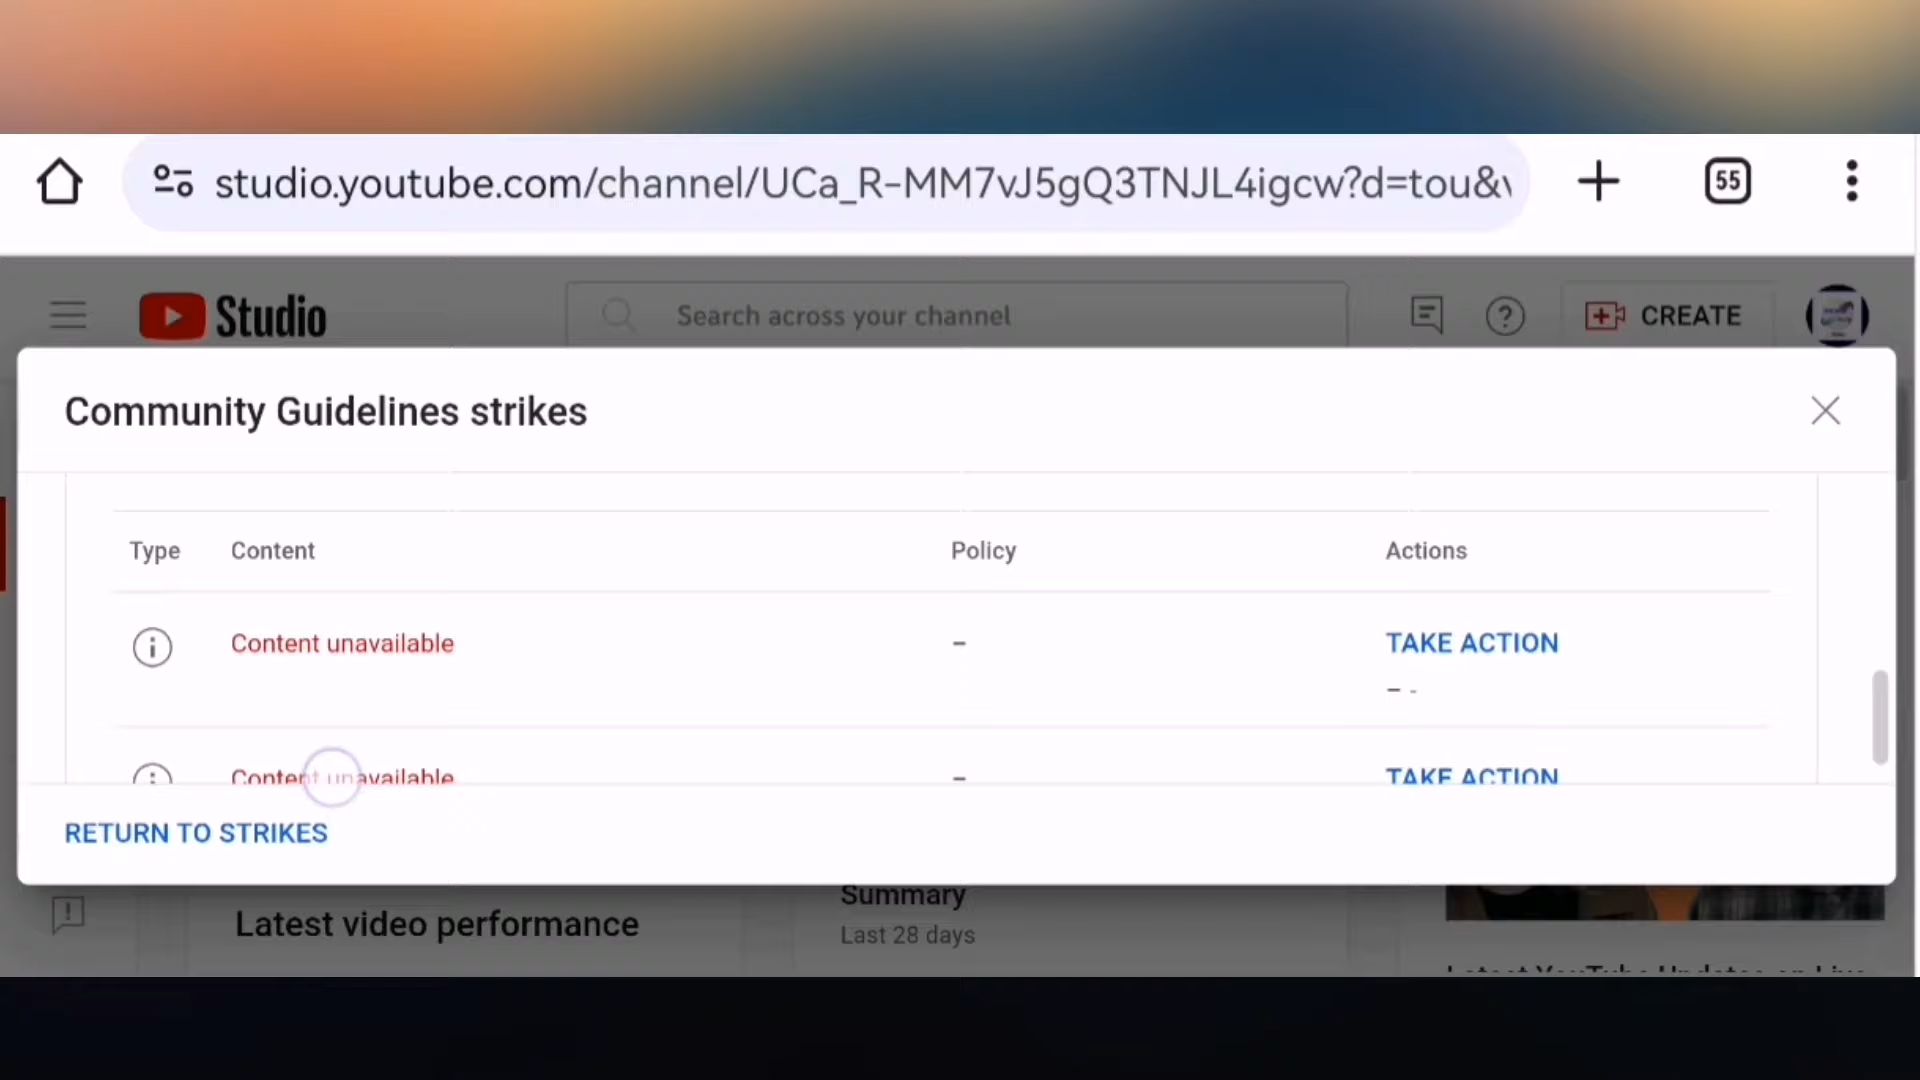 studio.youtube.com/channel/UCa_R-MM7vJ5gQ3TNJL4igcw?d=tou&
55
Studio
Search across your channel
CREATE
Community Guidelines strikes
Type Content Policy Actions
Content unavailable – TAKE ACTION
– -
Content unavailable – TAKE ACTION
RETURN TO STRIKES
Latest video performance
Summary
Last 28 days